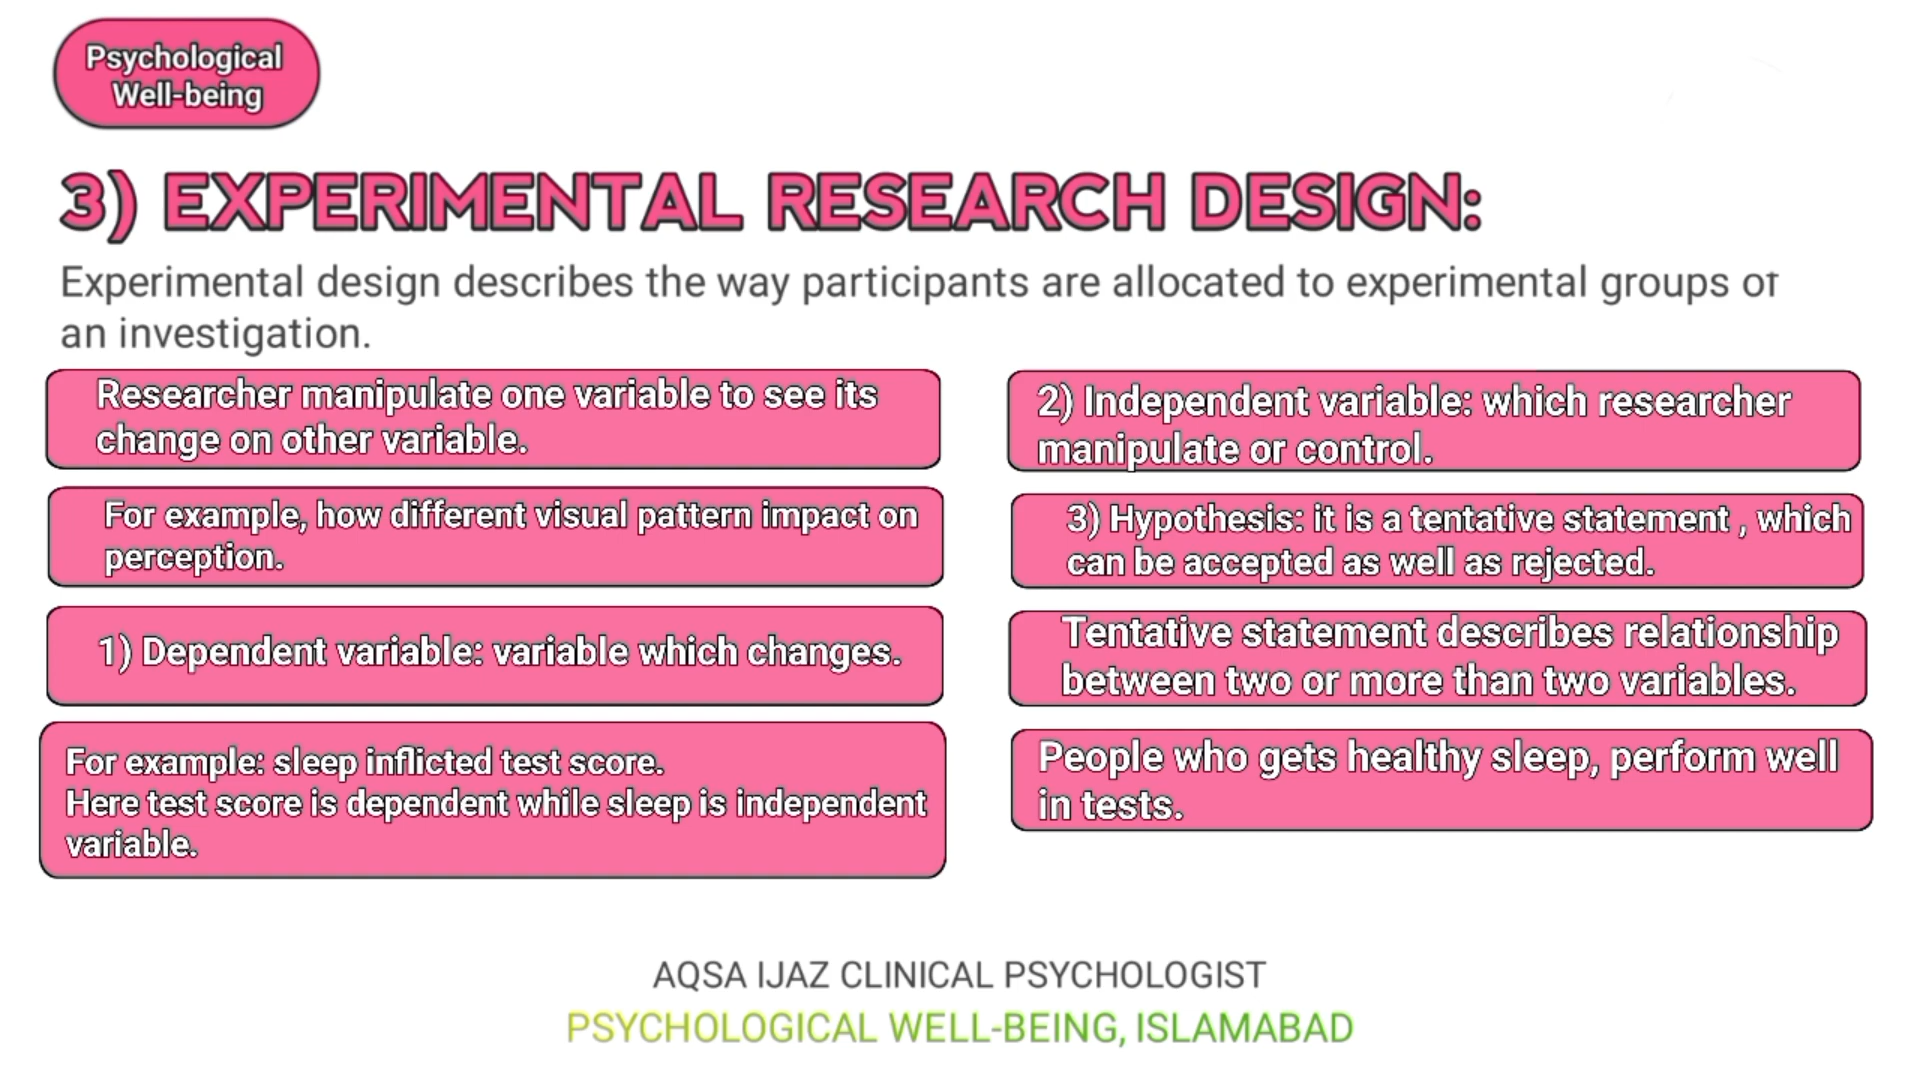 Psychological
Well-being
3) EXPERIMENTAL RESEARCH DESIGN:
Experimental design describes the way participants are allocated to experimental groups of
an investigation.
Researcher manipulate one variable to see its
change on other variable.
For example, how different visual pattern impact on
perception.
1) Dependent variable: variable which changes.
For example: sleep inflicted test score.
Here test score is dependent while sleep is independent
variable.
2) Independent variable: which researcher
manipulate or control.
3) Hypothesis: it is a tentative statement , which
can be accepted as well as rejected.
Tentative statement describes relationship
between two or more than two variables.
People who gets healthy sleep, perform well
in tests.
AQSA IJAZ CLINICAL PSYCHOLOGIST
PSYCHOLOGICAL WELL-BEING, ISLAMABAD